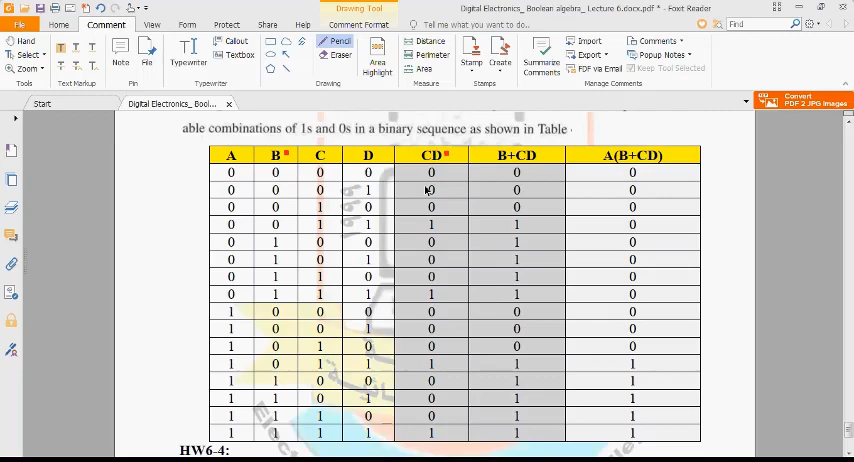 Drawing Tool
Digital Electronics_ Boolean algebra_ Lecture 6.docx.pdf * - Foxit Reader
File Home Comment View Form Protect Share Help Comment Format Tell me what you want to do... Find
Hand
Select
Zoom
Tools
Text Markup
Note
File
Pin
Typewriter
Callout
Textbox
Typewriter
Pencil
Eraser
Area Highlight
Drawing
Distance
Perimeter
Area
Measure
Stamp
Create
Stamps
Summarize Comments
Import
Export
FDF via Email
Comments
Popup Notes
Keep Tool Selected
Manage Comments
Start
Digital Electronics_ Bool...
Convert
PDF 2 JPG Images
able combinations of 1s and 0s in a binary sequence as shown in Table
A B C D CD B+CD A(B+CD)
0 0 0 0 0 0 0
0 0 0 1 0 0 0
0 0 1 0 0 0 0
0 0 1 1 1 1 0
0 1 0 0 0 1 0
0 1 0 1 0 1 0
0 1 1 0 0 1 0
0 1 1 1 1 1 0
1 0 0 0 0 0 0
1 0 0 1 0 0 0
1 0 1 0 0 0 0
1 0 1 1 1 1 1
1 1 0 0 0 1 1
1 1 0 1 0 1 1
1 1 1 0 0 1 1
1 1 1 1 1 1 1
HW6-4: